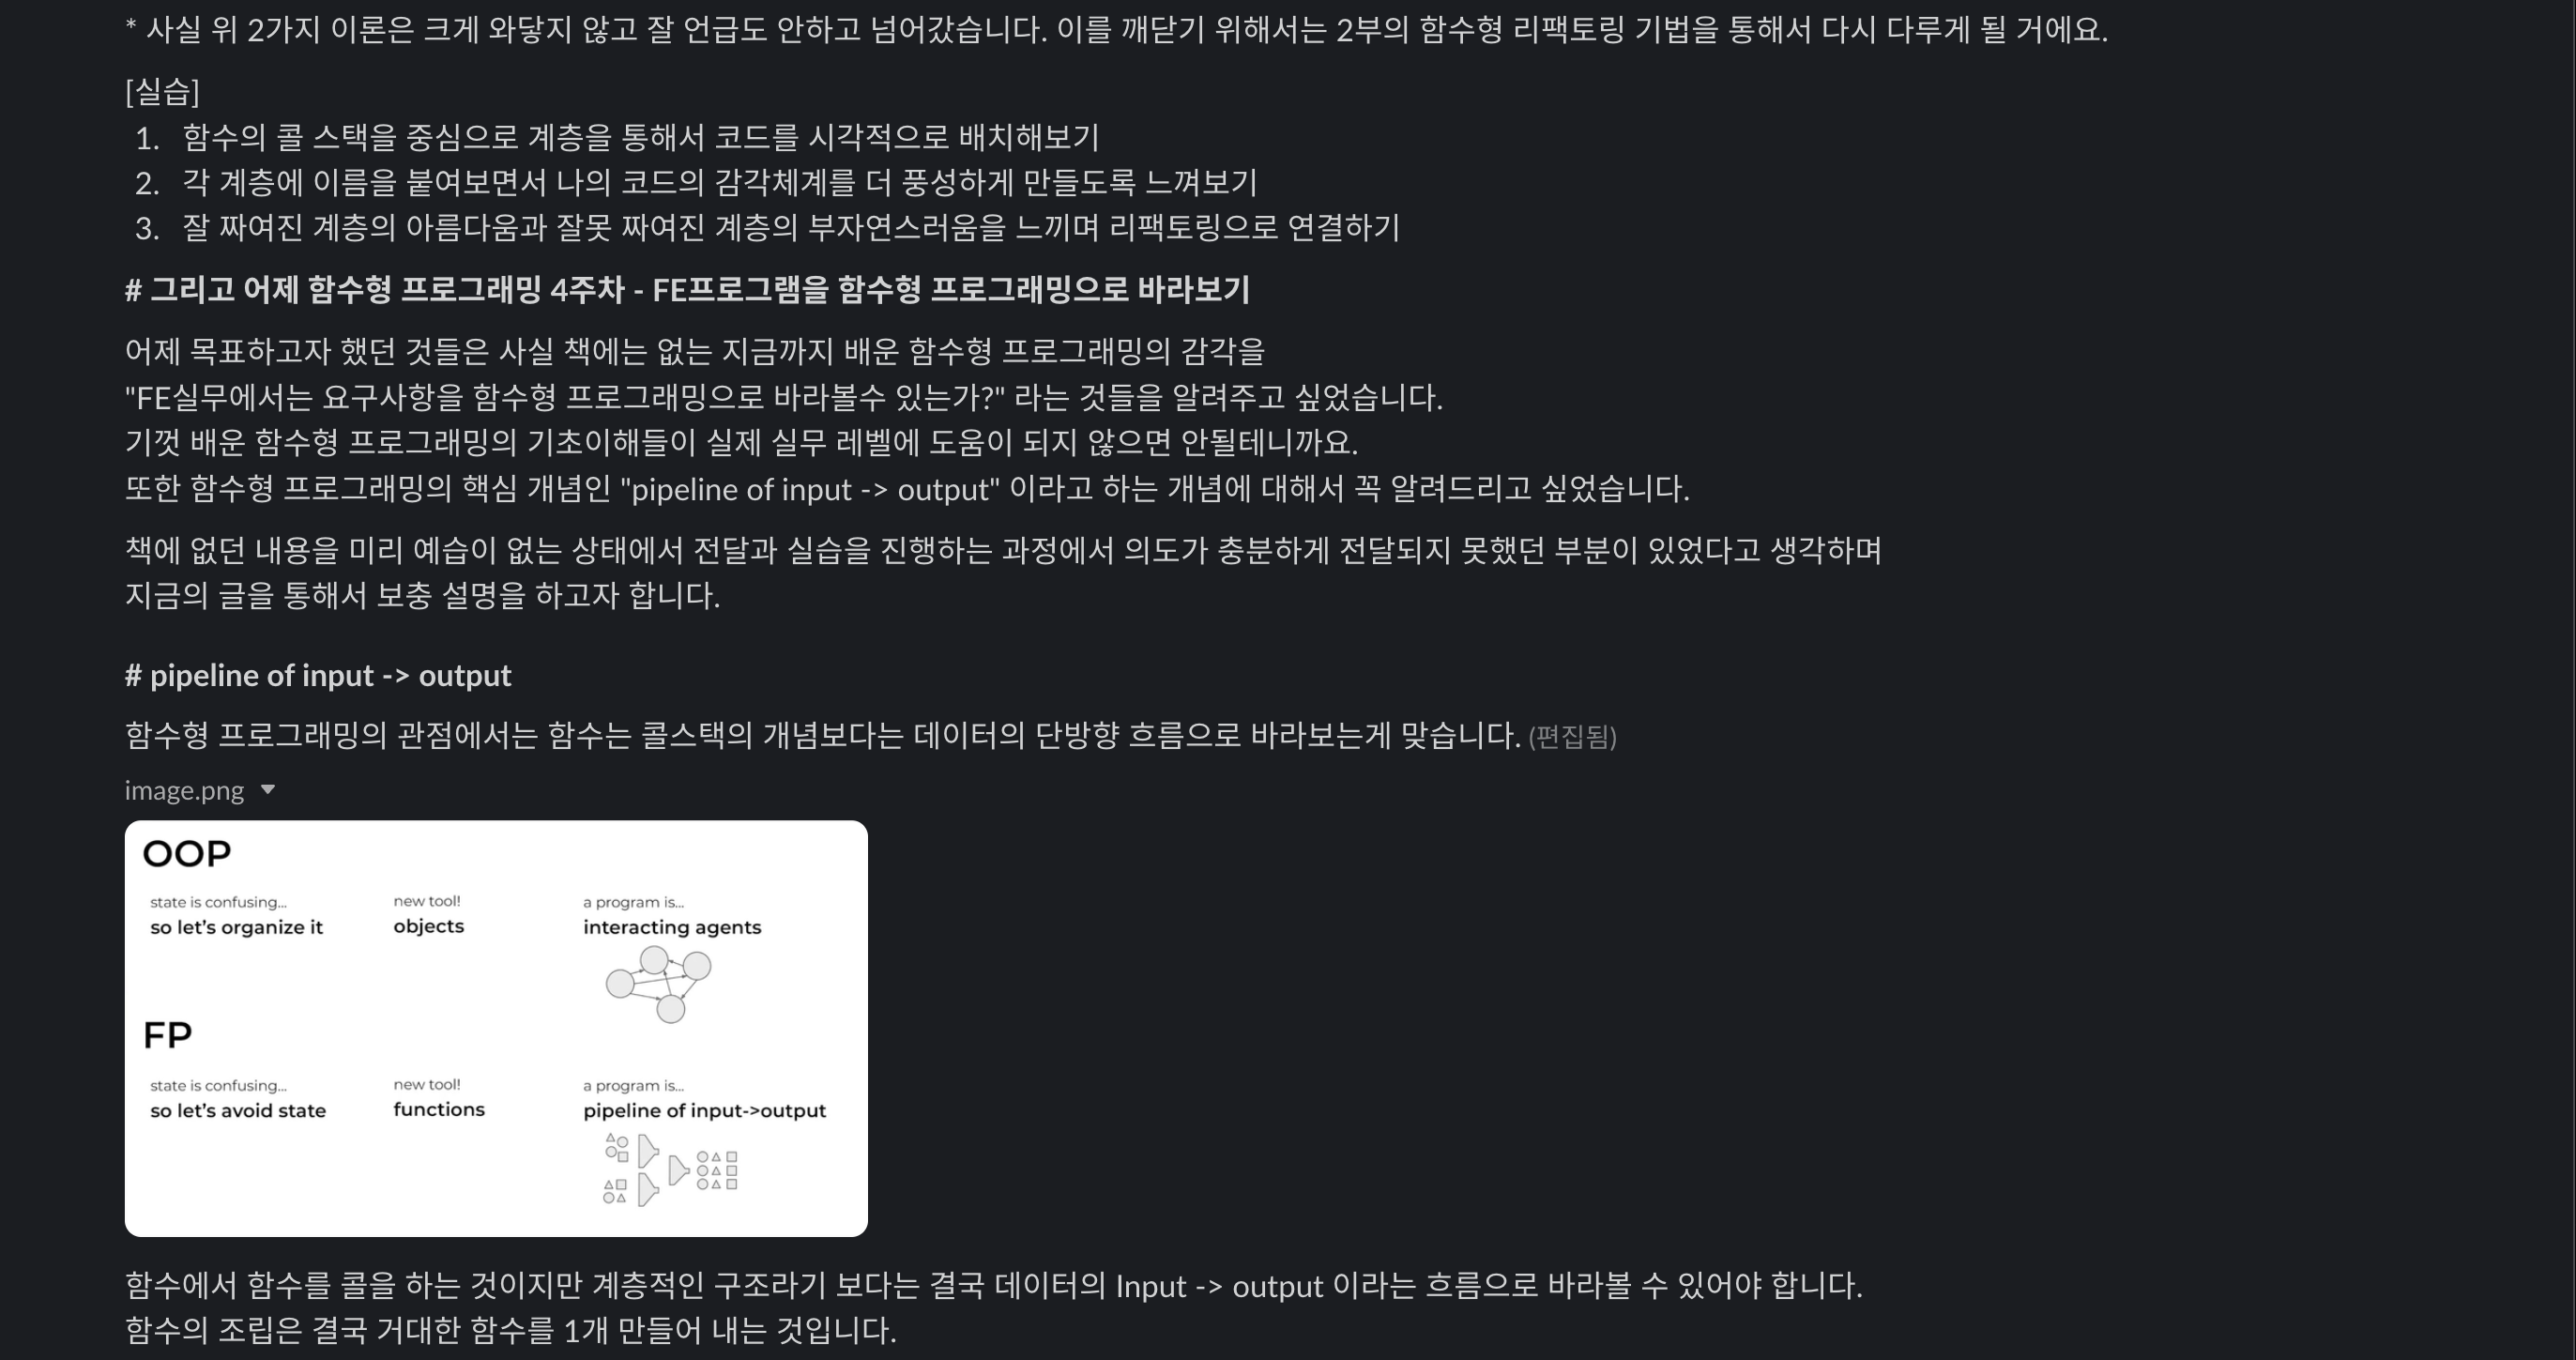 * 사실 위 2가지 이론은 크게 와닿지 않고 잘 언급도 안하고 넘어갔습니다. 이를 깨닫기 위해서는 2부의 함수형 리팩토링 기법을 통해서 다시 다루게 될 거에요.
[실습]
1. 함수의 콜 스택을 중심으로 계층을 통해서 코드를 시각적으로 배치해보기
2. 각 계층에 이름을 붙여보면서 나의 코드의 감각체계를 더 풍성하게 만들도록 느껴보기
3. 잘 짜여진 계층의 아름다움과 잘못 짜여진 계층의 부자연스러움을 느끼며 리팩토링으로 연결하기
# 그리고 어제 함수형 프로그래밍 4주차 - FE프로그램을 함수형 프로그래밍으로 바라보기
어제 목표하고자 했던 것들은 사실 책에는 없는 지금까지 배운 함수형 프로그래밍의 감각을
"FE실무에서는 요구사항을 함수형 프로그래밍으로 바라볼수 있는가?" 라는 것들을 알려주고 싶었습니다.
기껏 배운 함수형 프로그래밍의 기초이해들이 실제 실무 레벨에 도움이 되지 않으면 안될테니까요.
또한 함수형 프로그래밍의 핵심 개념인 "pipeline of input -> output" 이라고 하는 개념에 대해서 꼭 알려드리고 싶었습니다.
책에 없던 내용을 미리 예습이 없는 상태에서 전달과 실습을 진행하는 과정에서 의도가 충분하게 전달되지 못했던 부분이 있었다고 생각하며
지금의 글을 통해서 보충 설명을 하고자 합니다.
# pipeline of input -> output
함수형 프로그래밍의 관점에서는 함수는 콜스택의 개념보다는 데이터의 단방향 흐름으로 바라보는게 맞습니다. (편집됨)
image.png
OOP
state is confusing... new tool! a program is...
so let's organize it objects interacting agents
FP
state is confusing... new tool! a program is...
so let's avoid state functions pipeline of input->output
함수에서 함수를 콜을 하는 것이지만 계층적인 구조라기 보다는 결국 데이터의 Input -> output 이라는 흐름으로 바라볼 수 있어야 합니다.
함수의 조립은 결국 거대한 함수를 1개 만들어 내는 것입니다.